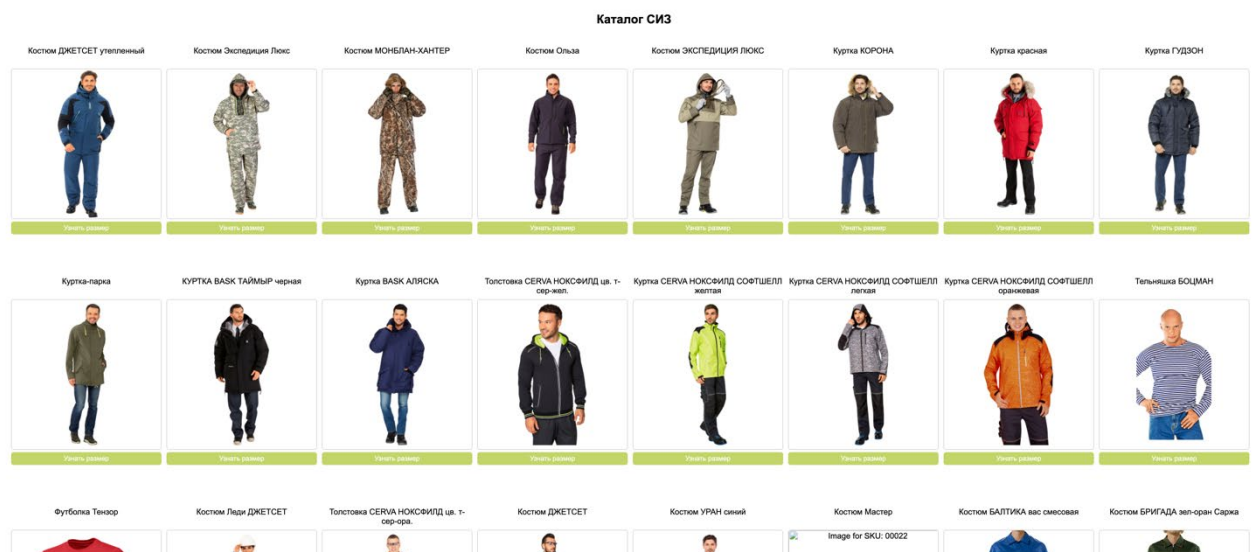 Каталог СИЗ
Костюм ДЖЕТСЕТ утепленный
Костюм Экспедиция Люкс
Костюм МОНБЛАН-ХАНТЕР
Костюм Ольза
Костюм ЭКСПЕДИЦИЯ ЛЮКС
Куртка КОРОНА
Куртка красная
Куртка ГУДЗОН
Узнать размер
Узнать размер
Узнать размер
Узнать размер
Узнать размер
Узнать размер
Узнать размер
Узнать размер
Куртка-парка
КУРТКА BASK ТАЙМЫР черная
Куртка BASK АЛЯСКА
Толстовка CERVA НОКСФИЛД цв. т-
сер-жел.
Куртка CERVA НОКСФИЛД СОФТШЕЛЛ
желтая
Куртка CERVA НОКСФИЛД СОФТШЕЛЛ
легкая
Куртка CERVA НОКСФИЛД СОФТШЕЛЛ
оранжевая
Тельняшка БОЦМАН
Узнать размер
Узнать размер
Узнать размер
Узнать размер
Узнать размер
Узнать размер
Узнать размер
Узнать размер
Футболка Тензор
Костюм Леди ДЖЕТСЕТ
Толстовка CERVA НОКСФИЛД цв. т-
сер-ора.
Костюм ДЖЕТСЕТ
Костюм УРАН синий
Костюм Мастер
Костюм БАЛТИКА вас смесовая
Костюм БРИГАДА зел-оран Саржа
Image for SKU: 00022